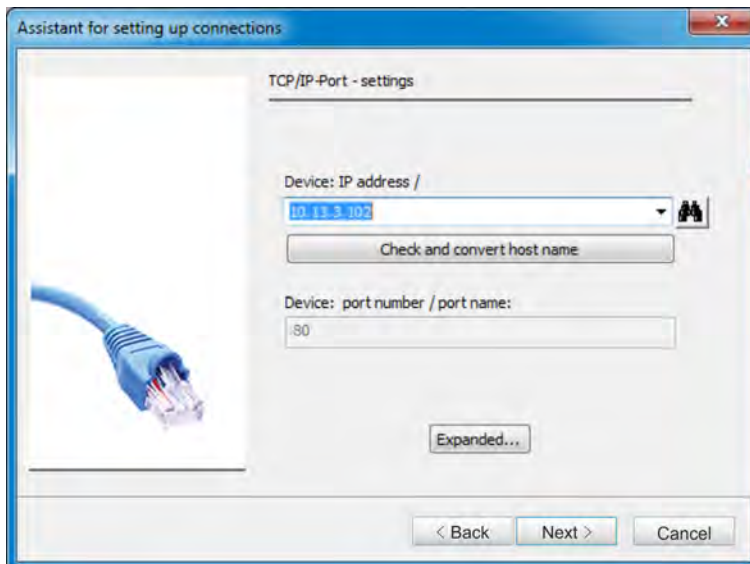 Assistant for setting up connections
TCP/IP-Port - settings
Device: IP address /
10.13.3.102
Check and convert host name
Device: port number / port name:
80
Expanded...
< Back Next > Cancel